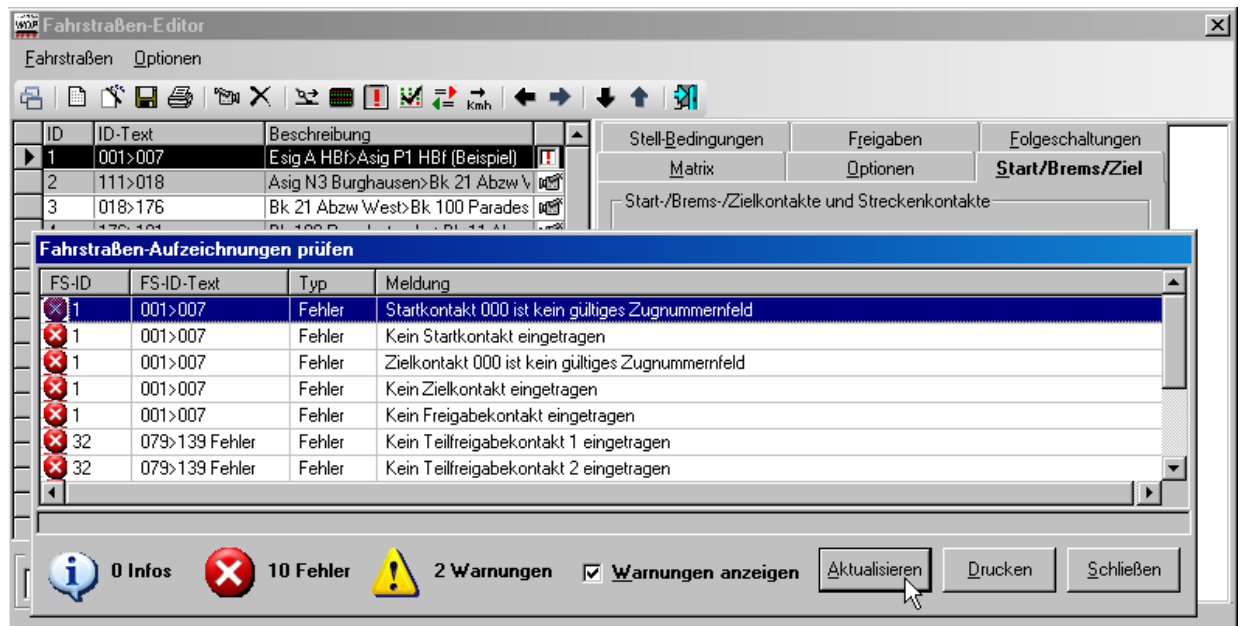 WDP Fahrstraßen-Editor
Fahrstraßen Optionen
Kmh
ID ID-Text Beschreibung
1 001>007 Esig A HBf>Asig P1 HBf (Beispiel)
2 111>018 Asig N3 Burghausen>Bk 21 Abzw
3 018>176 Bk 21 Abzw West>Bk 100 Parades
Stell-Bedingungen Freigaben Folgeschaltungen
Matrix Optionen Start/Brems/Ziel
Start-/Brems-/Zielkontakte und Streckenkontakte
Fahrstraßen-Aufzeichnungen prüfen
FS-ID FS-ID-Text Typ Meldung
1 001>007 Fehler Startkontakt 000 ist kein gültiges Zugnummernfeld
1 001>007 Fehler Kein Startkontakt eingetragen
1 001>007 Fehler Zielkontakt 000 ist kein gültiges Zugnummernfeld
1 001>007 Fehler Kein Zielkontakt eingetragen
1 001>007 Fehler Kein Freigabekontakt eingetragen
32 079>139 Fehler Fehler Kein Teilfreigabekontakt 1 eingetragen
32 079>139 Fehler Fehler Kein Teilfreigabekontakt 2 eingetragen
0 Infos 10 Fehler 2 Warnungen Warnungen anzeigen Aktualisieren Drucken Schließen